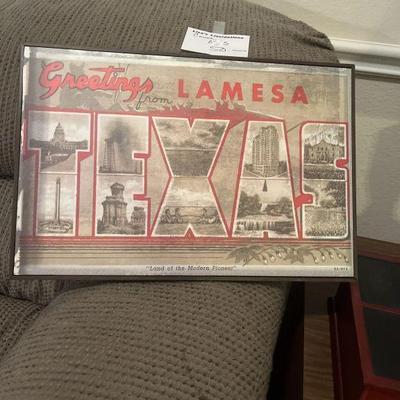 Greetings
from LAMESA
TEXAS
"Land of the Modern Pioneer"